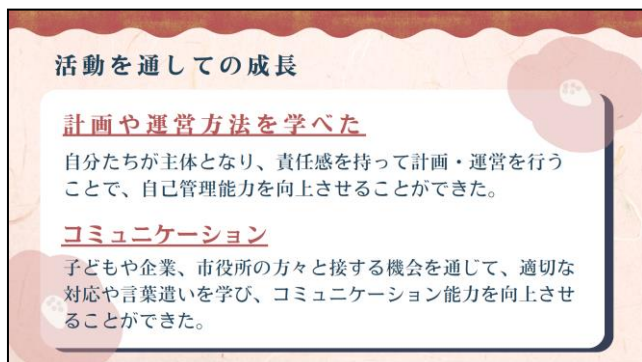 活動を通しての成長
計画や運営方法を学べた
自分たちが主体となり、責任感を持って計画・運営を行う
ことで、自己管理能力を向上させることができた。
コミュニケーション
子どもや企業、市役所の方々と接する機会を通じて、適切な
対応や言葉遣いを学び、コミュニケーション能力を向上させ
ることができた。